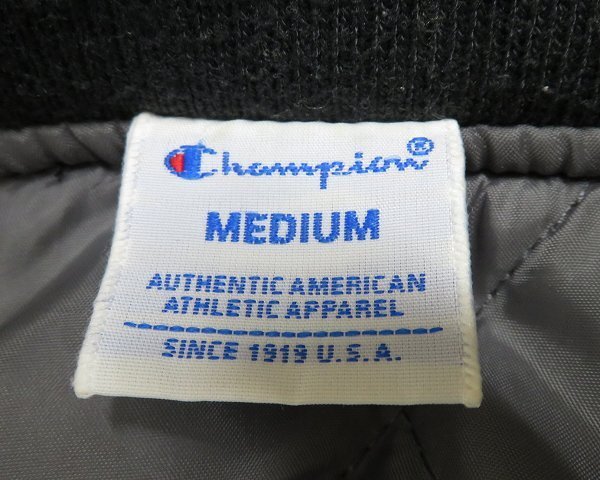 Champion®
MEDIUM
AUTHENTIC AMERICAN
ATHLETIC APPAREL
SINCE 1919 U.S.A.